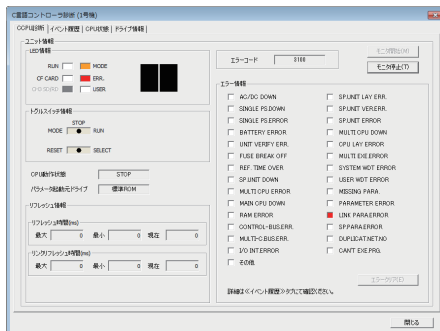 C言語コントローラ診断 (1号機)
CCPU診断 イベント履歴 CPU状態 ドライブ情報
ユニット情報
LED情報
RUN MODE
CF CARD ERR.
USER
トグルスイッチ情報
STOP
MODE RUN
RESET SELECT
CPU動作状態 STOP
パラメータ起動元ドライブ 標準ROM
リフレッシュ情報
リフレッシュ時間(ms)
最大 0 最小 0 現在 0
リンクリフレッシュ時間(ms)
最大 0 最小 0 現在 0
モニタ開始(M)
エラーコード 3100
モニタ停止(T)
エラー情報
AC/DC DOWN
SINGLE PS.DOWN
SINGLE PS.ERROR
BATTERY ERROR
UNIT VERIFY ERR.
FUSE BREAK OFF
REF. TIME OVER
SP.UNIT DOWN
MULTI CPU ERROR
MAIN CPU DOWN
RAM ERROR
CONTROL-BUS.ERR.
MULTI-C.BUS.ERR.
I/O INT.ERROR
その他
SP.UNIT LAY ERR.
SP.UNIT VER.ERR.
SP.UNIT ERROR
MULTI CPU DOWN
CPU LAY ERROR
MULTI EXE.ERROR
SYSTEM WDT ERROR
USER WDT ERROR
MISSING PARA.
PARAMETER ERROR
LINK PARA.ERROR
SP.PARA.ERROR
DUPLICAT.NET.NO
CAN'T EXE.PRG.
エラークリア(E)
詳細は≪イベント履歴≫タブにて確認ください。
閉じる